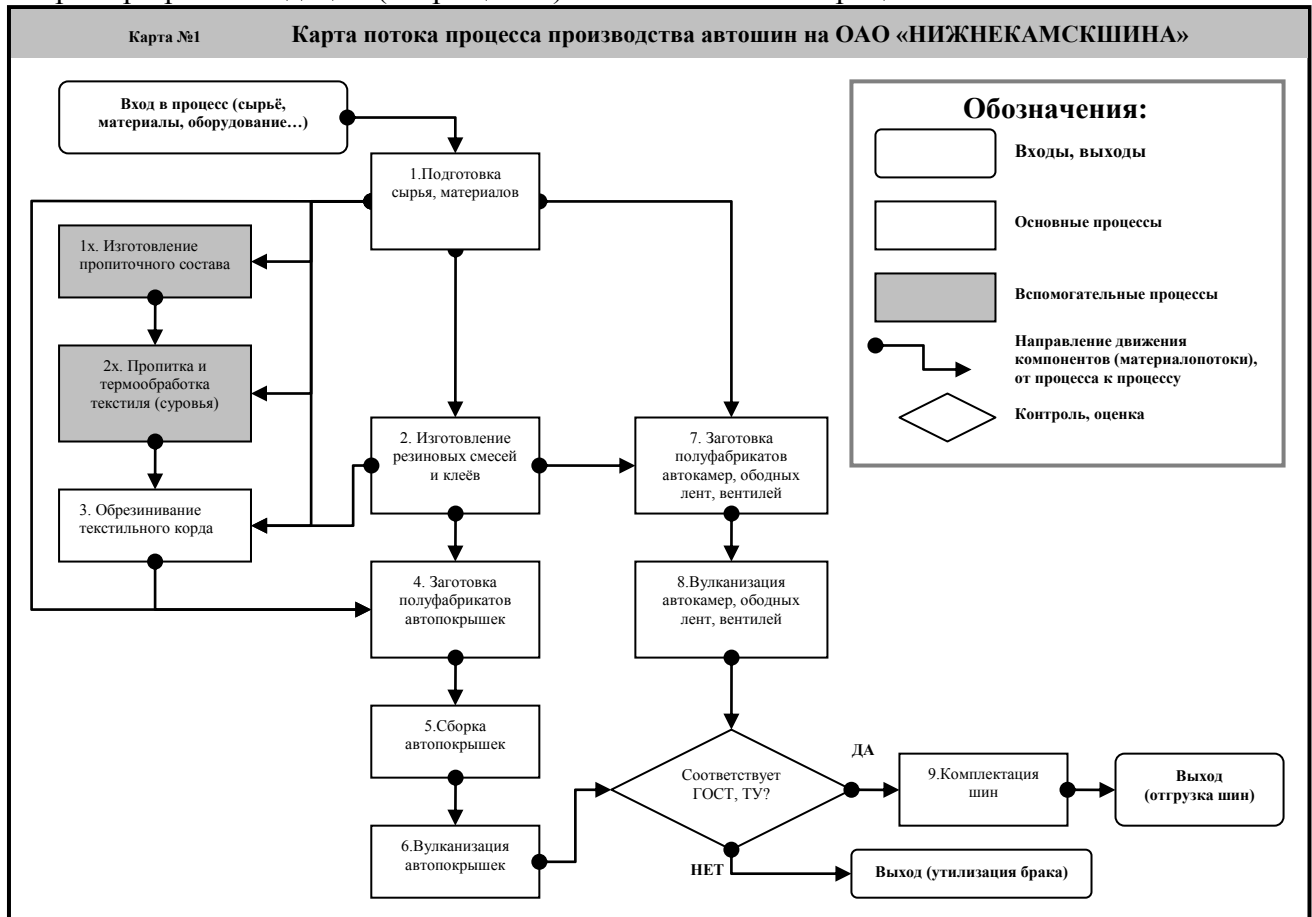 Карта №1
Карта потока процесса производства автошин на ОАО «НИЖНЕКАМСКШИНА»
Вход в процесс (сырьё,
материалы, оборудование…)
1.Подготовка
сырья, материалов
1х. Изготовление
пропиточного состава
2х. Пропитка и
термообработка
текстиля (суровья)
3. Обрезинивание
текстильного корда
2. Изготовление
резиновых смесей
и клеёв
7. Заготовка
полуфабрикатов
автокамер, ободных
лент, вентилей
4. Заготовка
полуфабрикатов
автопокрышек
8.Вулканизация
автокамер, ободных
лент, вентилей
5.Сборка
автопокрышек
6.Вулканизация
автопокрышек
Соответствует
ГОСТ, ТУ?
ДА
НЕТ
9.Комплектация
шин
Выход
(отгрузка шин)
Выход (утилизация брака)
Обозначения:
Входы, выходы
Основные процессы
Вспомогательные процессы
Направление движения
компонентов (материалопотоки),
от процесса к процессу
Контроль, оценка